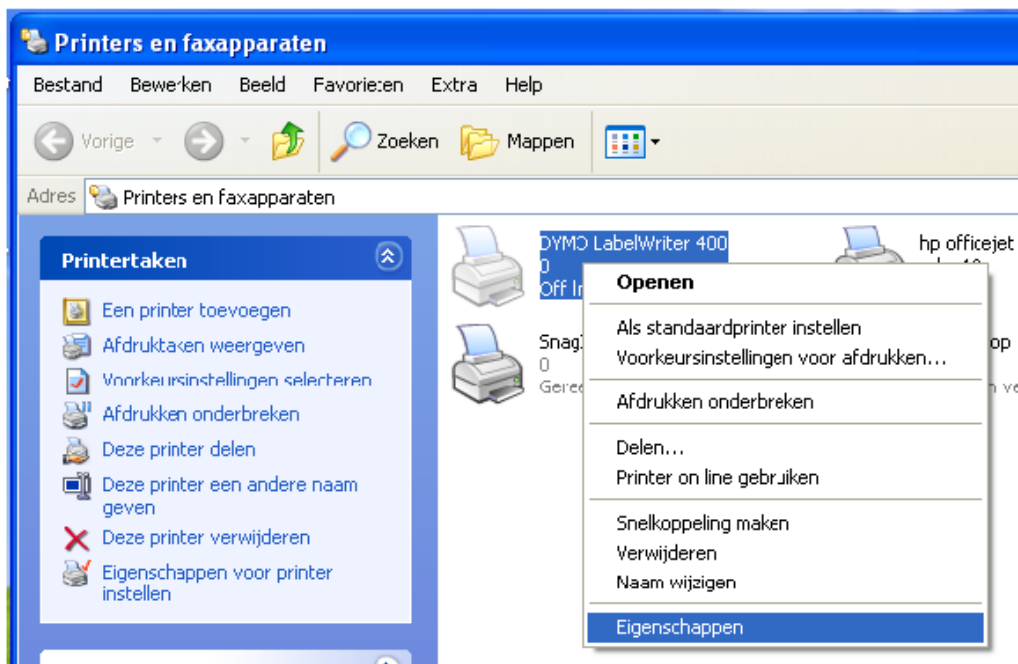 Printers en faxapparaten
Bestand Bewerken Beeld Favorieten Extra Help
Vorige Zoeken Mappen
Adres Printers en faxapparaten
Printertaken
Een printer toevoegen
Afdruktaken weergeven
Voorkeursinstellingen selecteren
Afdrukken onderbreken
Deze printer delen
Deze printer een andere naam
geven
Deze printer verwijderen
Eigenschappen voor printer
instellen
DYMO LabelWriter 400
0
Off
hp officejet
0
Openen
Als standaardprinter instellen
Voorkeursinstellingen voor afdrukken...
Afdrukken onderbreken
Delen...
Printer on line gebruiken
Snelkoppeling maken
Verwijderen
Naam wijzigen
Eigenschappen